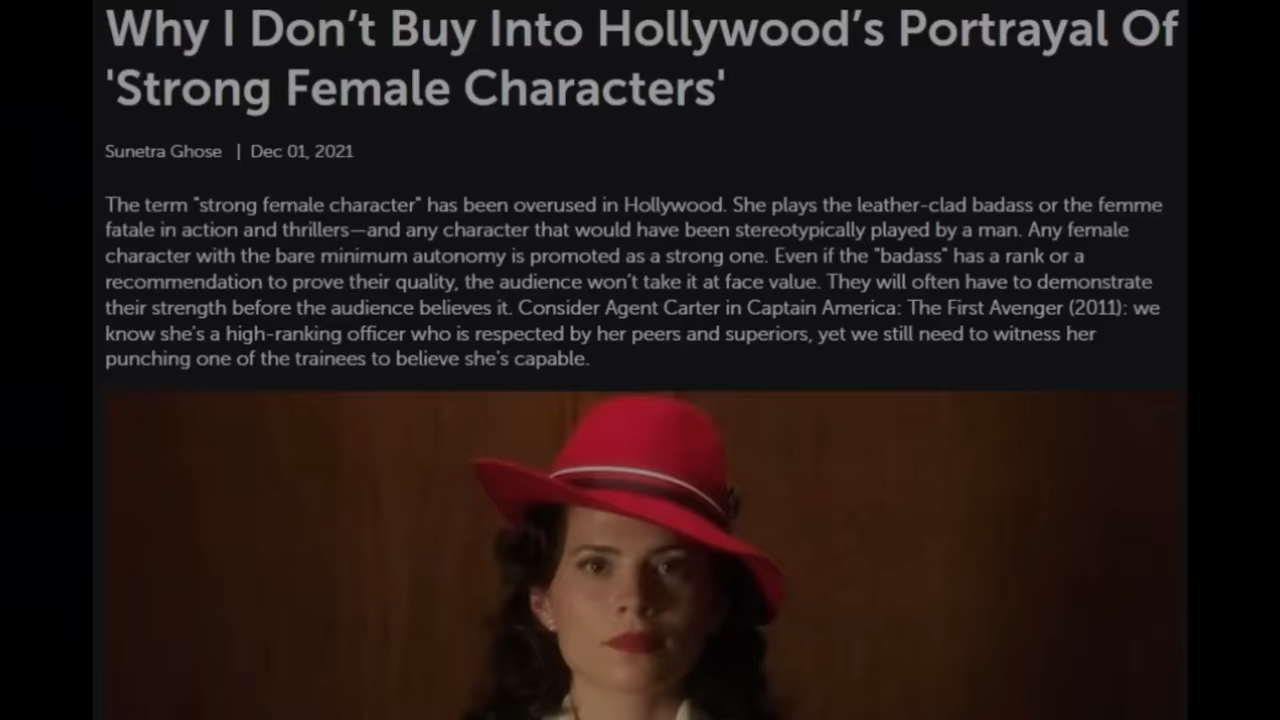 Why I Don’t Buy Into Hollywood’s Portrayal Of
'Strong Female Characters'
Sunetra Ghose | Dec 01, 2021
The term "strong female character" has been overused in Hollywood. She plays the leather-clad badass or the femme
fatale in action and thrillers—and any character that would have been stereotypically played by a man. Any female
character with the bare minimum autonomy is promoted as a strong one. Even if the "badass" has a rank or a
recommendation to prove their quality, the audience won't take it at face value. They will often have to demonstrate
their strength before the audience believes it. Consider Agent Carter in Captain America: The First Avenger (2011): we
know she's a high-ranking officer who is respected by her peers and superiors, yet we still need to witness her
punching one of the trainees to believe she's capable.